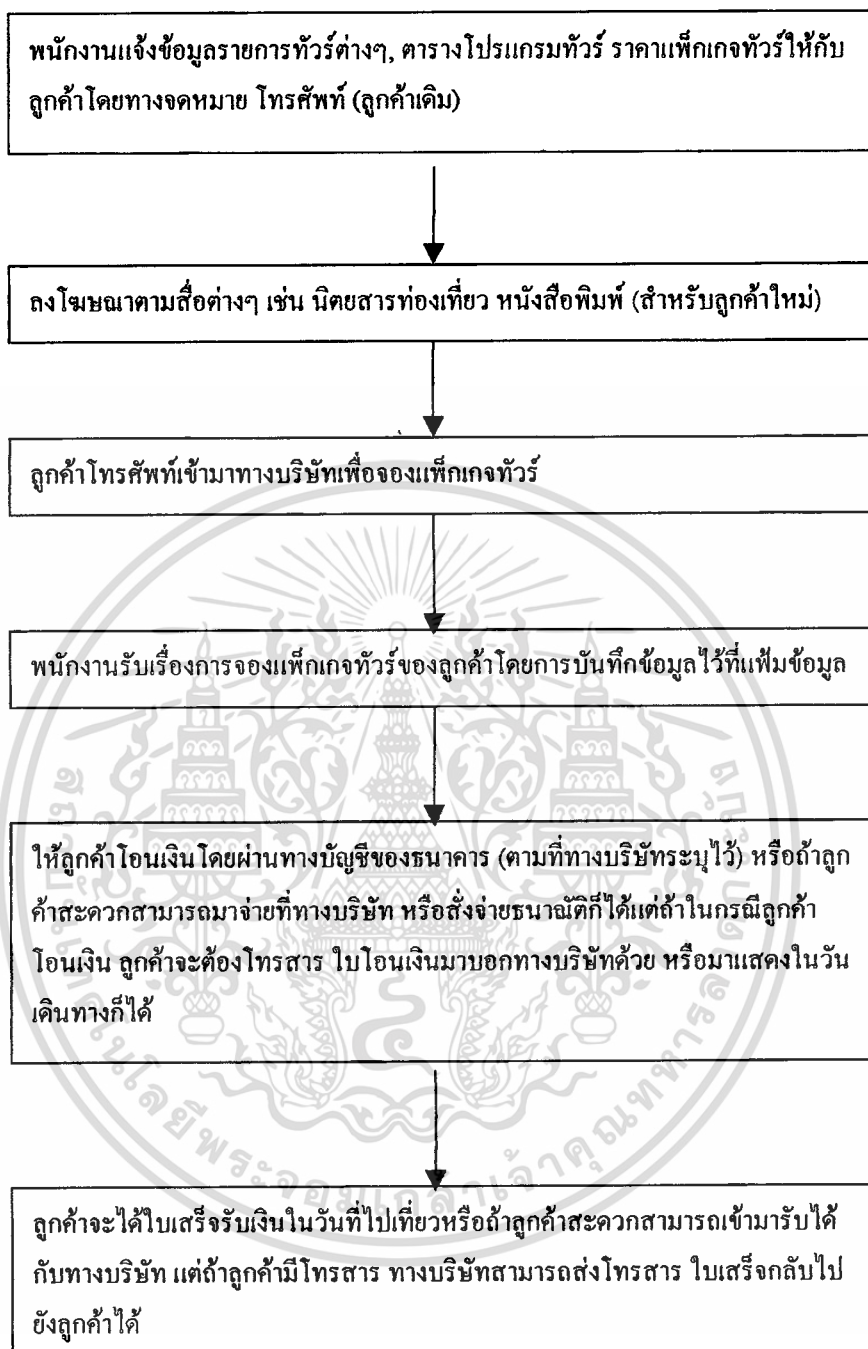 พนักงานแจ้งข้อมูลรายการทัวร์ต่างๆ, ตารางโปรแกรมทัวร์ ราคาแพ็กเกจทัวร์ให้กับ
ลูกค้าโดยทางจดหมาย โทรศัพท์ (ลูกค้าเดิม)
ลงโฆษณาตามสื่อต่างๆ เช่น นิตยสารท่องเที่ยว หนังสือพิมพ์ (สำหรับลูกค้าใหม่)
ลูกค้าโทรศัพท์เข้ามาทางบริษัทเพื่อจองแพ็กเกจทัวร์
พนักงานรับเรื่องการจองแพ็กเกจทัวร์ของลูกค้าโดยการบันทึกข้อมูลไว้ที่แฟ้มข้อมูล
ให้ลูกค้าโอนเงินโดยผ่านทางบัญชีของธนาคาร (ตามที่ทางบริษัทระบุไว้) หรือถ้าลูก
ค้าสะดวกสามารถมาจ่ายที่ทางบริษัท หรือสั่งจ่ายธนาณัติก็ได้แต่ถ้าในกรณีลูกค้า
โอนเงิน ลูกค้าจะต้องโทรสาร ใบโอนเงินมาบอกทางบริษัทด้วย หรือมาแสดงในวัน
เดินทางก็ได้
ลูกค้าจะได้ใบเสร็จรับเงินในวันที่ไปเที่ยวหรือถ้าลูกค้าสะดวกสามารถเข้ามารับได้
กับทางบริษัท แต่ถ้าลูกค้ามีโทรสาร ทางบริษัทสามารถส่งโทรสาร ใบเสร็จกลับไป
ยังลูกค้าได้